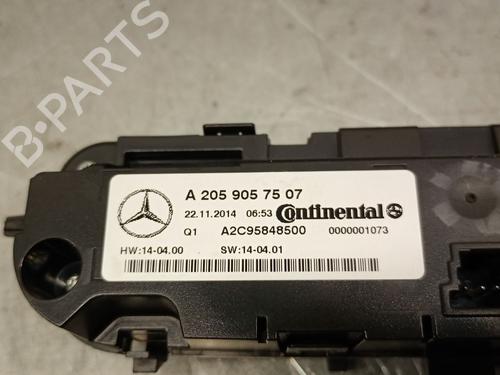 B-PARTS
A 205 905 75 07
22.11.2014 06:53 Continental
Q1 A2C95848500 0000001073
HW:14-04.00 SW:14-04.01